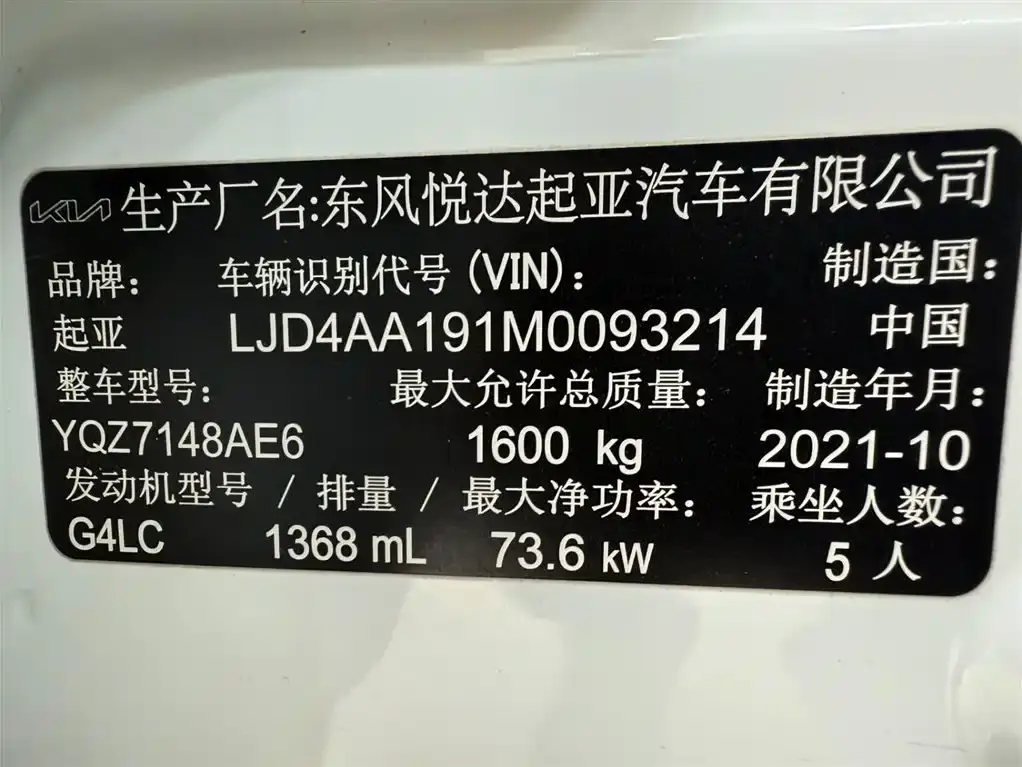 KIA 生产厂名:东风悦达起亚汽车有限公司
品牌: 车辆识别代号 (VIN): 制造国:
起亚 LJD4AA191M0093214 中国
整车型号: 最大允许总质量: 制造年月:
YQZ7148AE6 1600 kg 2021-10
发动机型号 / 排量 / 最大净功率: 乘坐人数:
G4LC 1368 mL 73.6 kW 5 人